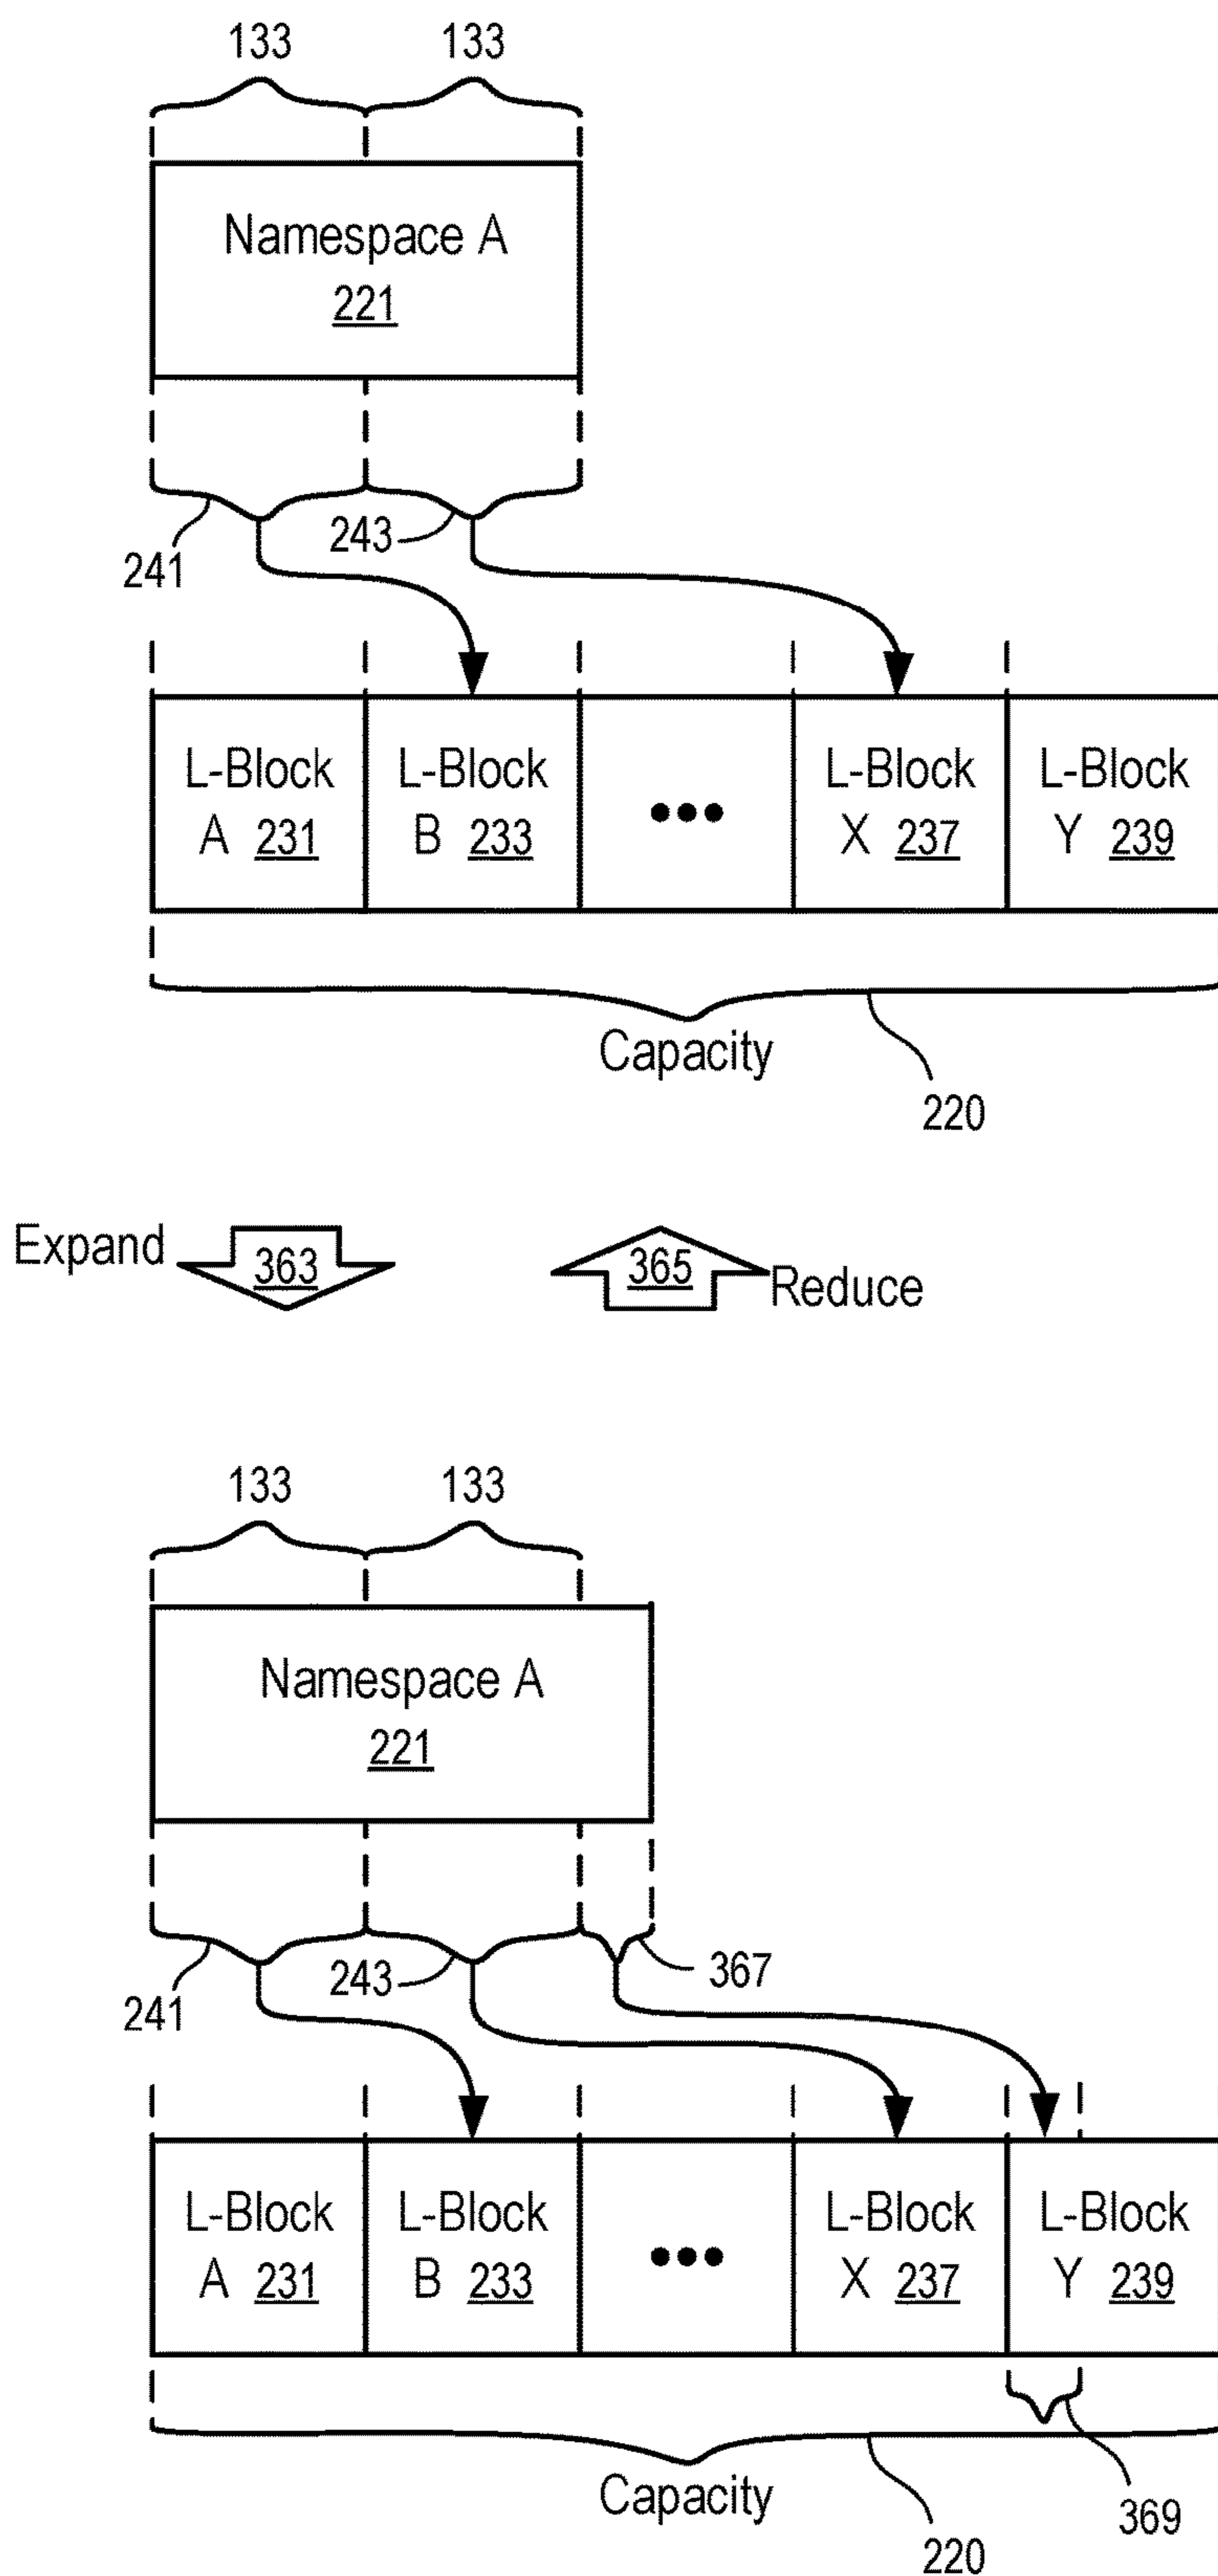 133 133
Namespace A
221
241 243
L-Block L-Block L-Block L-Block
A 231 B 233 ••• X 237 Y 239
Capacity
220
Expand 363 365 Reduce
133 133
Namespace A
221
241 243 367
L-Block L-Block L-Block L-Block
A 231 B 233 ••• X 237 Y 239
Capacity
369
220